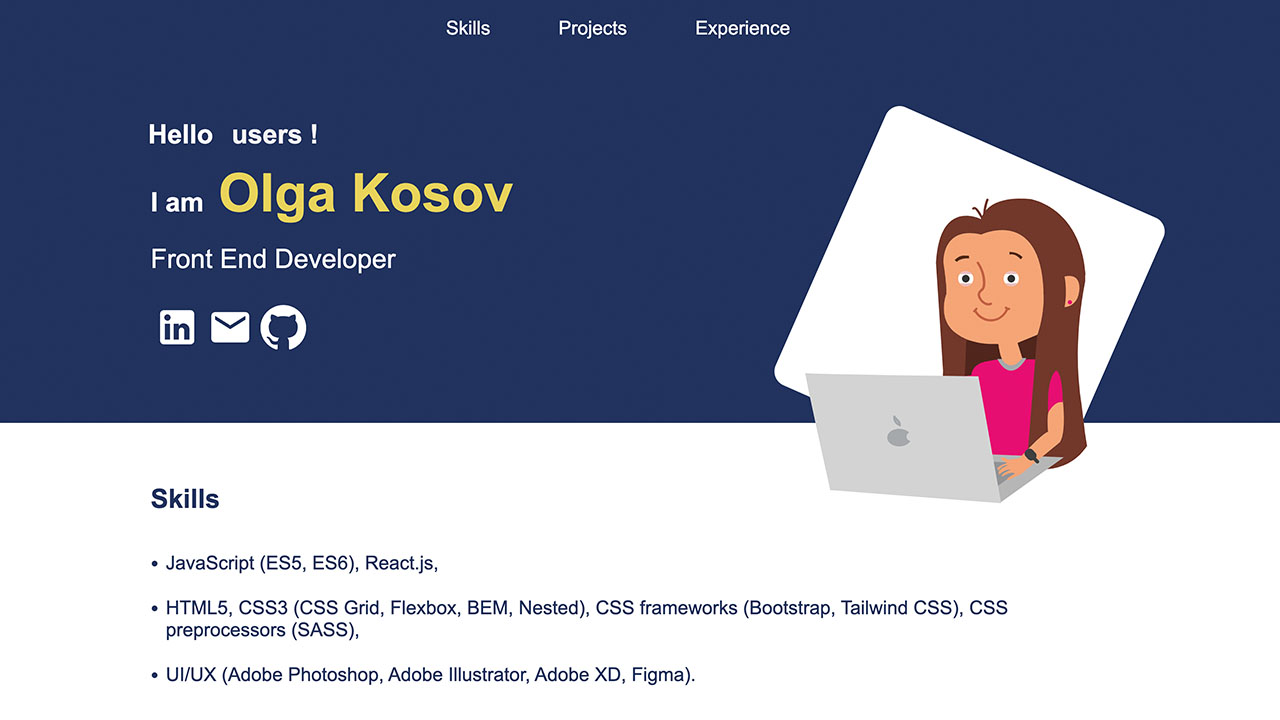 Skills Projects Experience
Hello users !
I am Olga Kosov
Front End Developer
in
Skills
• JavaScript (ES5, ES6), React.js,
• HTML5, CSS3 (CSS Grid, Flexbox, BEM, Nested), CSS frameworks (Bootstrap, Tailwind CSS), CSS
preprocessors (SASS),
• UI/UX (Adobe Photoshop, Adobe Illustrator, Adobe XD, Figma).